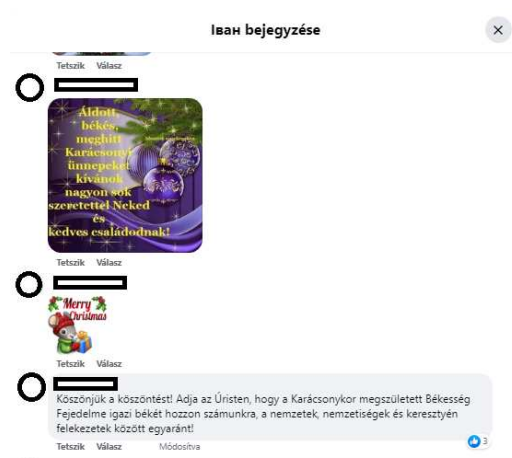 Іван bejegyzése
Tetszik Válasz
Áldott,
békés,
meghitt
Karácsonyi
ünnepeket
kívánok
nagyon sok
szeretettel Neked
és
kedves családodnak!
Tetszik Válasz
Merry
Christmas
Tetszik Válasz
Köszönjük a köszöntést! Adja az Úristen, hogy a Karácsonykor megszületett Békesség
Fejedelme igazi békét hozzon számunkra, a nemzetek, nemzetiségek és keresztyén
felekezetek között egyaránt!
Tetszik Válasz Módosítva
3